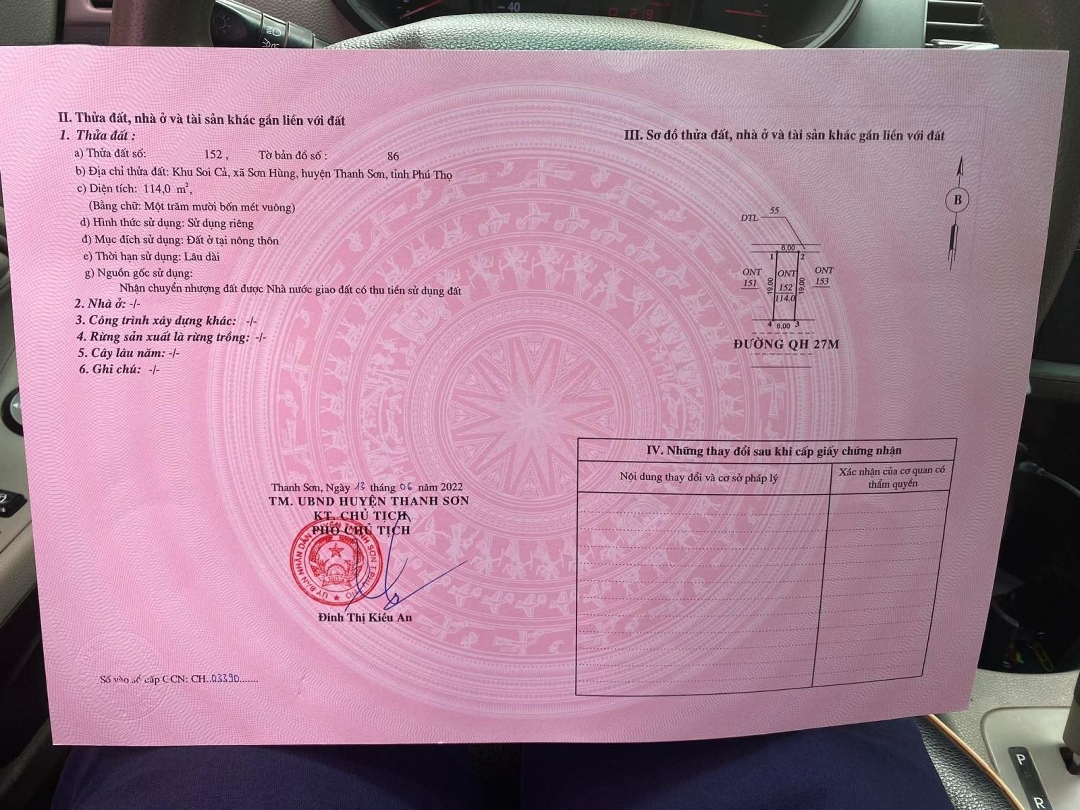 40
II. Thửa đất, nhà ở và tài sản khác gắn liền với đất
1. Thửa đất :
a) Thửa đất số: 152 , Tờ bản đồ số : 86
b) Địa chỉ thửa đất: Khu Soi Cả, xã Sơn Hùng, huyện Thanh Sơn, tỉnh Phú Thọ
c) Diện tích: 114,0 m²,
(Bằng chữ: Một trăm mười bốn mét vuông)
d) Hình thức sử dụng: Sử dụng riêng
đ) Mục đích sử dụng: Đất ở tại nông thôn
e) Thời hạn sử dụng: Lâu dài
g) Nguồn gốc sử dụng:
Nhận chuyển nhượng đất được Nhà nước giao đất có thu tiền sử dụng đất
2. Nhà ở: -/-
3. Công trình xây dựng khác: -/-
4. Rừng sản xuất là rừng trồng: -/-
5. Cây lâu năm: -/-
6. Ghi chú: -/-
Thanh Sơn, Ngày 13 tháng 06 năm 2022
TM. UBND HUYỆN THANH SƠN
KT. CHỦ TỊCH
PHÓ CHỦ TỊCH
Đinh Thị Kiều An
Số vào sổ cấp GCN: CH..03390.......
III. Sơ đồ thửa đất, nhà ở và tài sản khác gắn liền với đất
B
55
DTL
6.00
1 2
ONT ONT ONT
151 152 153
19.00 19.00
114.0
4 6.00 3
ĐƯỜNG QH 27M
IV. Những thay đổi sau khi cấp giấy chứng nhận
Nội dung thay đổi và cơ sở pháp lý
Xác nhận của cơ quan có
thẩm quyền
P
R